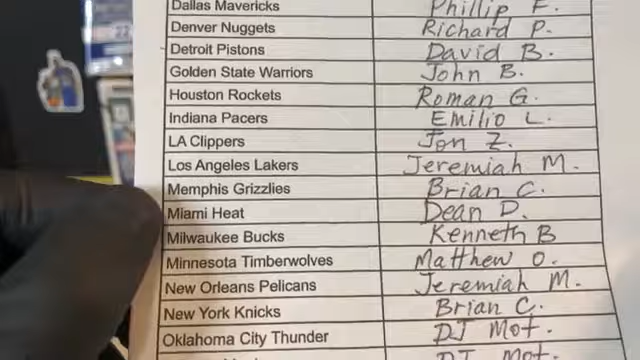 Dallas Mavericks Phillip F.
Denver Nuggets Richard P.
Detroit Pistons David B.
Golden State Warriors John B.
Houston Rockets Roman G.
Indiana Pacers Emilio L.
LA Clippers Jon Z.
Los Angeles Lakers Jeremiah M.
Memphis Grizzlies Brian C.
Miami Heat Dean D.
Milwaukee Bucks Kenneth B
Minnesota Timberwolves Matthew O.
New Orleans Pelicans Jeremiah M.
New York Knicks Brian C.
Oklahoma City Thunder DJ Mot.
DJ Mot.